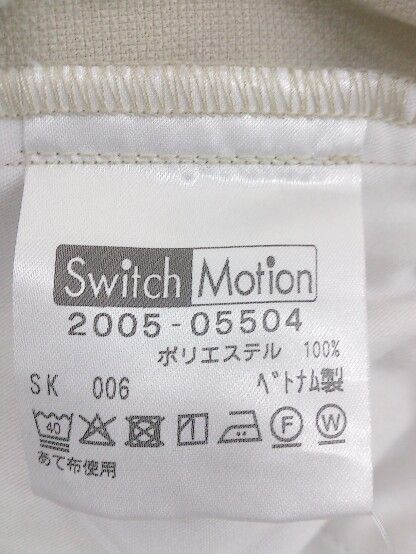 Switch Motion
2005-05504
ポリエステル 100%
SK 006 ベトナム製
40 F W
あて布使用